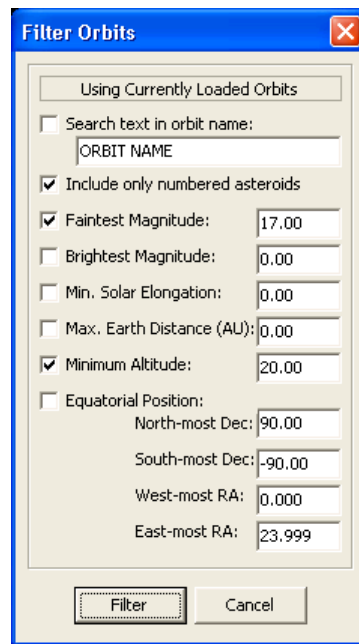 Filter Orbits
Using Currently Loaded Orbits
Search text in orbit name:
ORBIT NAME
Include only numbered asteroids
Faintest Magnitude: 17.00
Brightest Magnitude: 0.00
Min. Solar Elongation: 0.00
Max. Earth Distance (AU): 0.00
Minimum Altitude: 20.00
Equatorial Position:
North-most Dec: 90.00
South-most Dec: -90.00
West-most RA: 0.000
East-most RA: 23.999
Filter Cancel